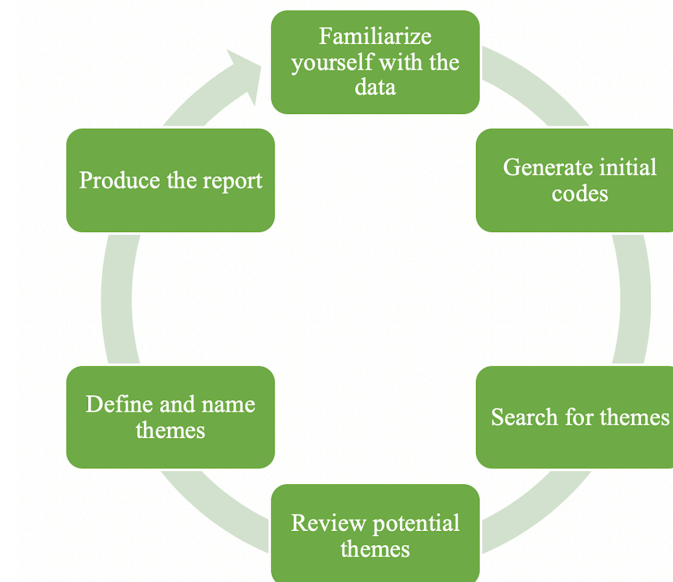 Familiarize
yourself with the
data
Generate initial
codes
Search for themes
Review potential
themes
Define and name
themes
Produce the report